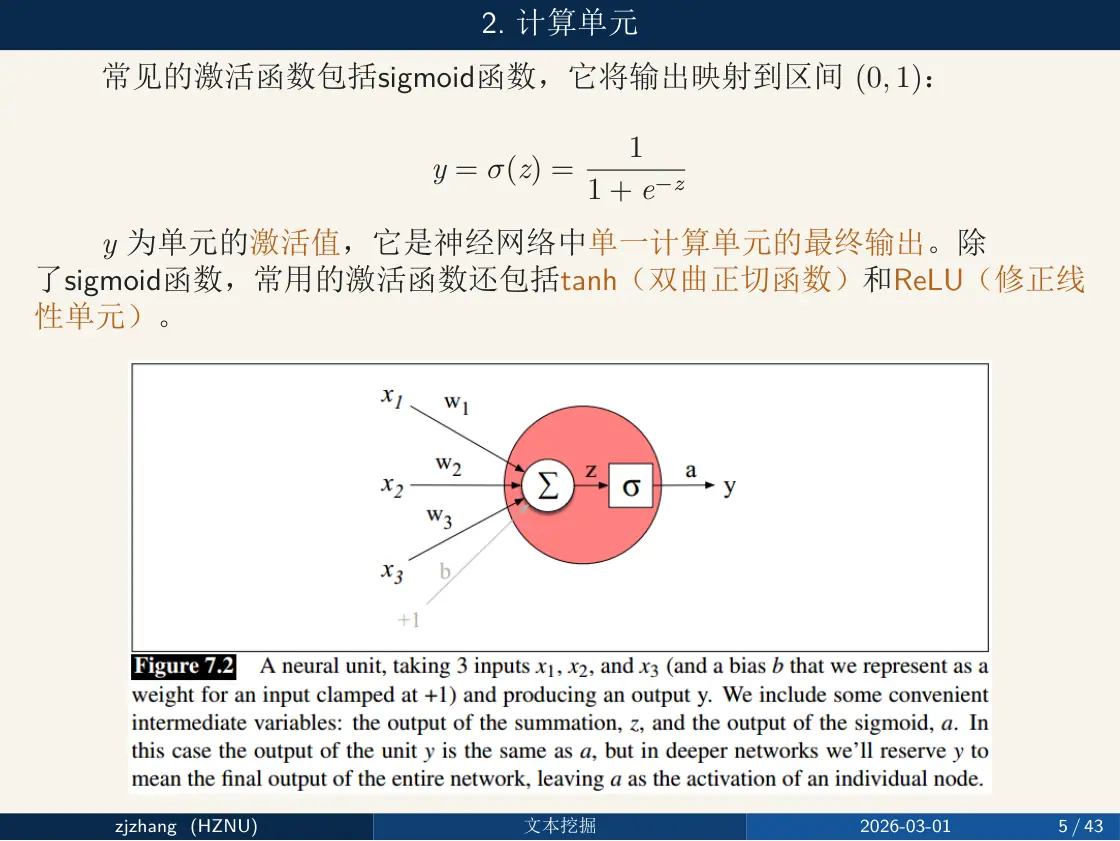 2. 计算单元
常见的激活函数包括sigmoid函数，它将输出映射到区间 (0, 1)：
y = σ(z) = 1 / (1 + e^{−z})
y 为单元的激活值，它是神经网络中单一计算单元的最终输出。除
了sigmoid函数，常用的激活函数还包括tanh（双曲正切函数）和ReLU（修正线
性单元）。
x1 w1
w2
x2 Σ z σ a y
w3
x3 b
+1
Figure 7.2 A neural unit, taking 3 inputs x1, x2, and x3 (and a bias b that we represent as a
weight for an input clamped at +1) and producing an output y. We include some convenient
intermediate variables: the output of the summation, z, and the output of the sigmoid, a. In
this case the output of the unit y is the same as a, but in deeper networks we'll reserve y to
mean the final output of the entire network, leaving a as the activation of an individual node.
zjzhang (HZNU) 文本挖掘 2026-03-01 5 / 43